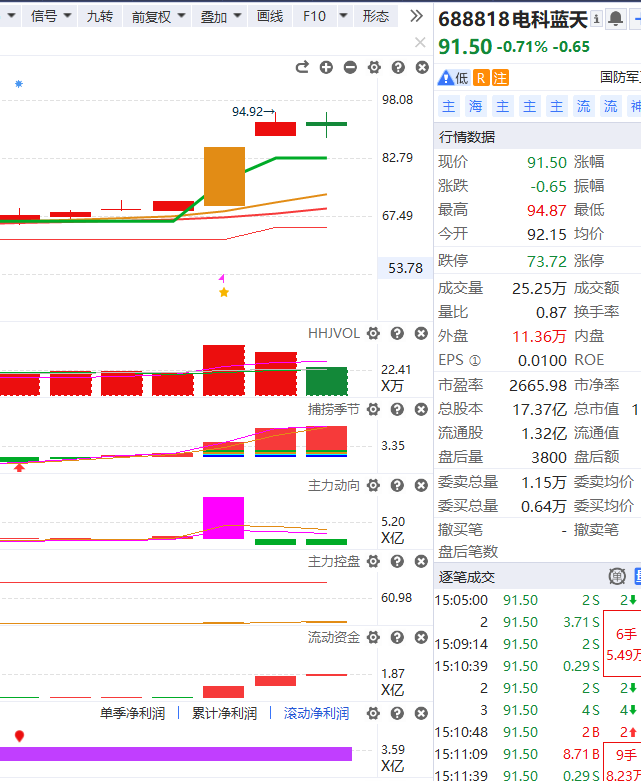 信号 九转 前复权 叠加 画线 F10 形态
688818 电科蓝天
91.50 -0.71% -0.65
低 R 注 国防军
主 海 主 主 主 流 流
98.08
94.92
82.79
67.49
53.78
行情数据
现价 91.50 涨幅
涨跌 -0.65 振幅
最高 94.87 最低
今开 92.15 均价
跌停 73.72 涨停
成交量 25.25万 成交额
量比 0.87 换手率
外盘 11.36万 内盘
EPS ① 0.0100 ROE
市盈率 2665.98 市净率
总股本 17.37亿 总市值 1
流通股 1.32亿 流通值
盘后量 3800 盘后额
委卖总量 1.15万 委卖均价
委买总量 0.64万 委买均价
撤买笔 - 撤卖笔
盘后笔数
HHJVOL
22.41
X万
捕捞季节
3.35
主力动向
5.20
X亿
主力控盘
60.98
流动资金
1.87
X亿
单季净利润 累计净利润 滚动净利润
3.59
X亿
逐笔成交 单
15:05:00 91.50 2 S 2
2 91.50 3.71 S 6手
15:09:14 91.50 2 S 5.49万
15:10:39 91.50 0.29 S
2 91.50 2 S 2
3 91.50 4 S 4
15:10:48 91.50 2 B 2
15:11:09 91.50 8.71 B 9手
15:11:39 91.50 0.29 S 8.23万